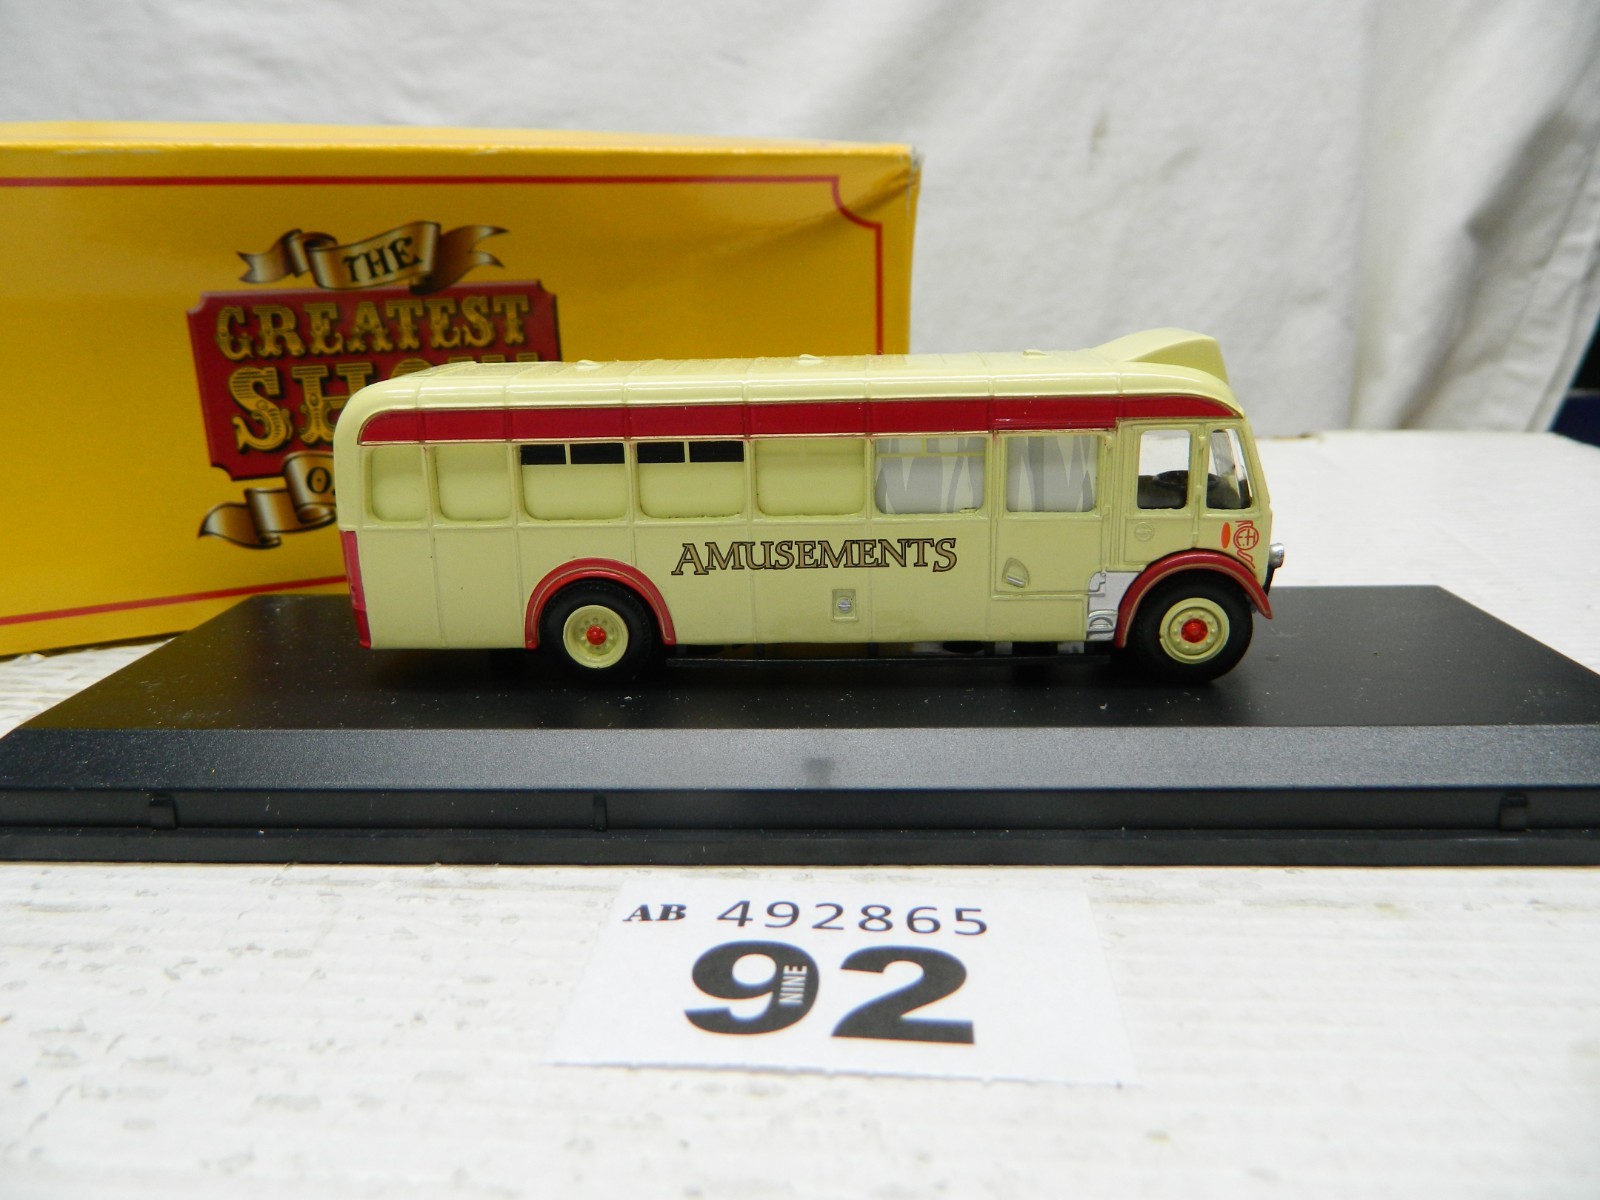 THE
GREATEST
AMUSEMENTS
AB 492865
92
NINE